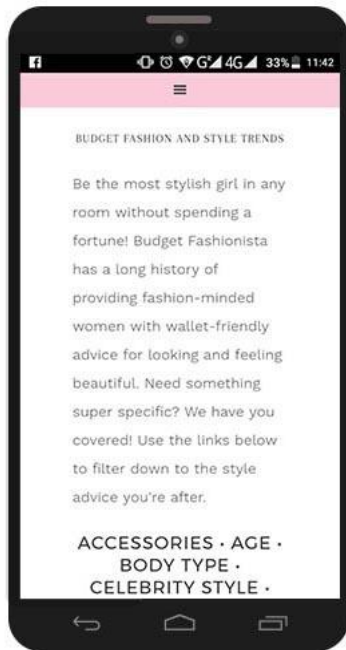 G 4G 33% 11:42
BUDGET FASHION AND STYLE TRENDS
Be the most stylish girl in any
room without spending a
fortune! Budget Fashionista
has a long history of
providing fashion-minded
women with wallet-friendly
advice for looking and feeling
beautiful. Need something
super specific? We have you
covered! Use the links below
to filter down to the style
advice you're after.
ACCESSORIES • AGE •
BODY TYPE •
CELEBRITY STYLE •